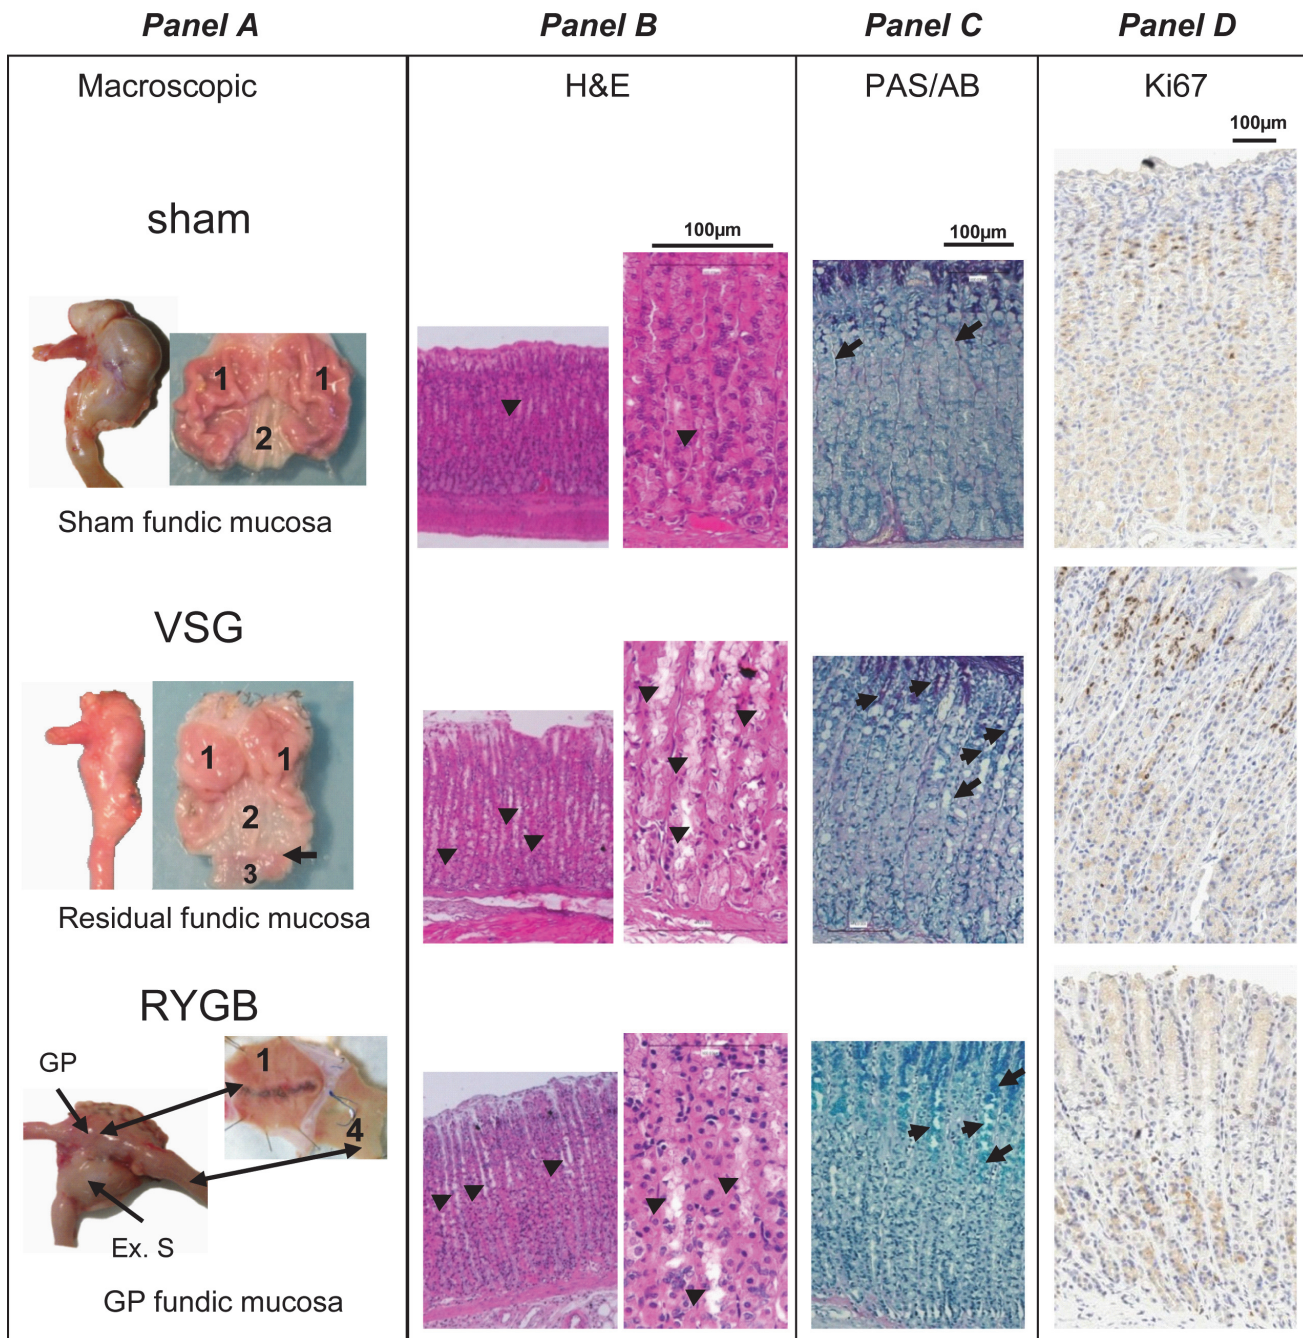 Panel A
Panel B
Panel C
Panel D
Macroscopic
H&E
PAS/AB
Ki67
100µm
sham
100µm
100µm
1
1
2
Sham fundic mucosa
VSG
1
1
2
3
Residual fundic mucosa
RYGB
GP
1
4
Ex. S
GP fundic mucosa